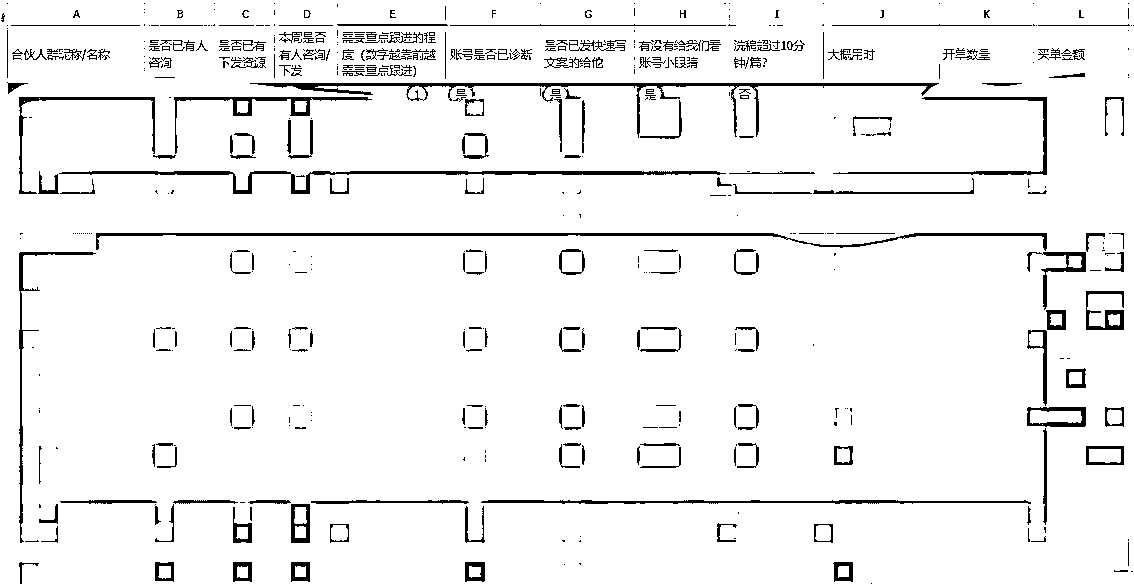 A B C D E F G H I J K L
合伙人群昵称/名称
是否已有人
咨询
是否已有
下发资源
本周是否
有人咨询/
下发
需要重点跟进的程
度（数字越靠前越
需要重点跟进）
账号是否已诊断
是否已发快速写
文案的给他
有没有给我们看
账号小眼睛
洗稿超过10分
钟/篇？
大概用时
开单数量
买单金额
1 是 是 是 否